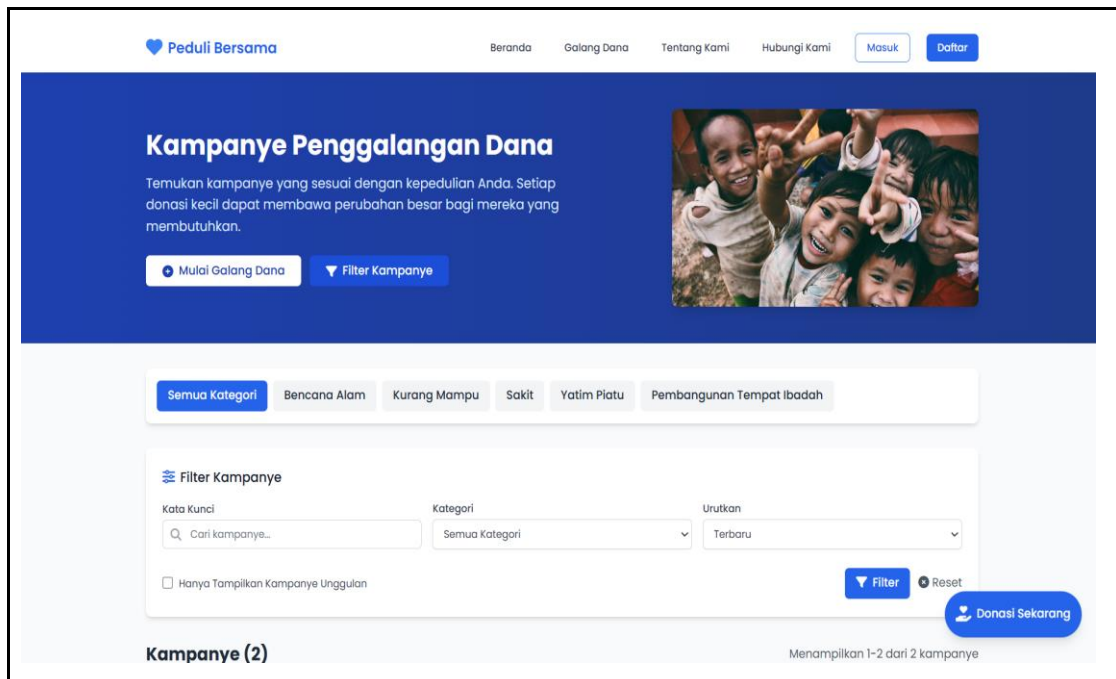 Peduli Bersama
Beranda
Galang Dana
Tentang Kami
Hubungi Kami
Masuk
Daftar
Kampanye Penggalangan Dana
Temukan kampanye yang sesuai dengan kepedulian Anda. Setiap
donasi kecil dapat membawa perubahan besar bagi mereka yang
membutuhkan.
Mulai Galang Dana
Filter Kampanye
Semua Kategori
Bencana Alam
Kurang Mampu
Sakit
Yatim Piatu
Pembangunan Tempat Ibadah
Filter Kampanye
Kata Kunci
Cari kampanye...
Kategori
Semua Kategori
Urutkan
Terbaru
Hanya Tampilkan Kampanye Unggulan
Filter
Reset
Donasi Sekarang
Kampanye (2)
Menampilkan 1-2 dari 2 kampanye